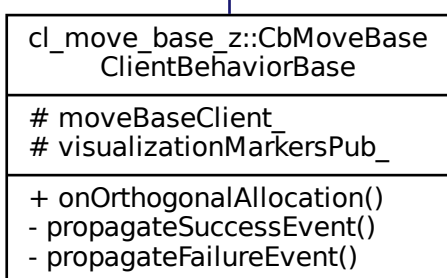 cl_move_base_z::CbMoveBase
ClientBehaviorBase
# moveBaseClient_
# visualizationMarkersPub_
+ onOrthogonalAllocation()
- propagateSuccessEvent()
- propagateFailureEvent()